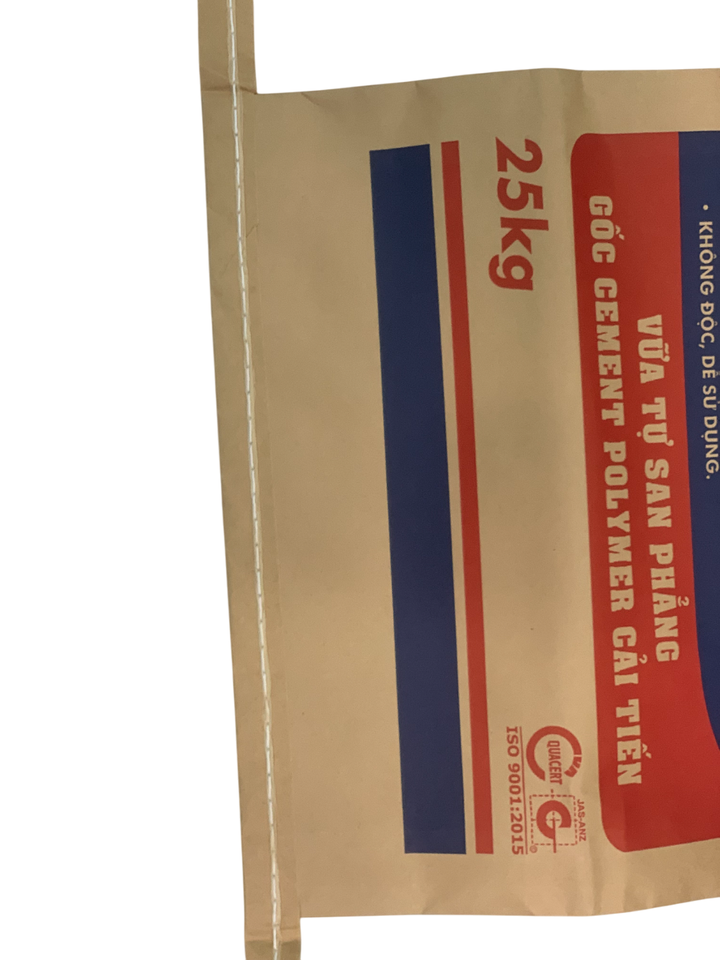 • KHÔNG ĐỘC, DỄ SỬ DỤNG.
VỮA TỰ SAN PHẲNG
GỐC CEMENT POLYMER CẢI TIẾN
25kg
QUACERT
JAS-ANZ
ISO 9001:2015